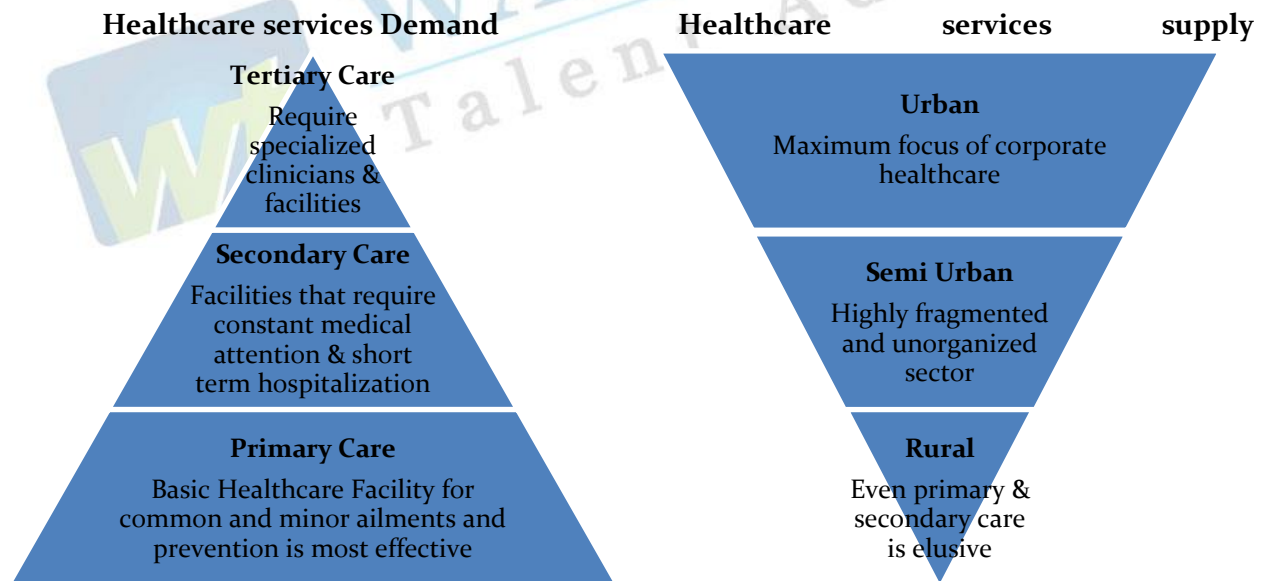 Healthcare services Demand
Tertiary Care
Require
specialized
clinicians &
facilities
Secondary Care
Facilities that require
constant medical
attention & short
term hospitalization
Primary Care
Basic Healthcare Facility for
common and minor ailments and
prevention is most effective
Healthcare services supply
Urban
Maximum focus of corporate
healthcare
Semi Urban
Highly fragmented
and unorganized
sector
Rural
Even primary &
secondary care
is elusive